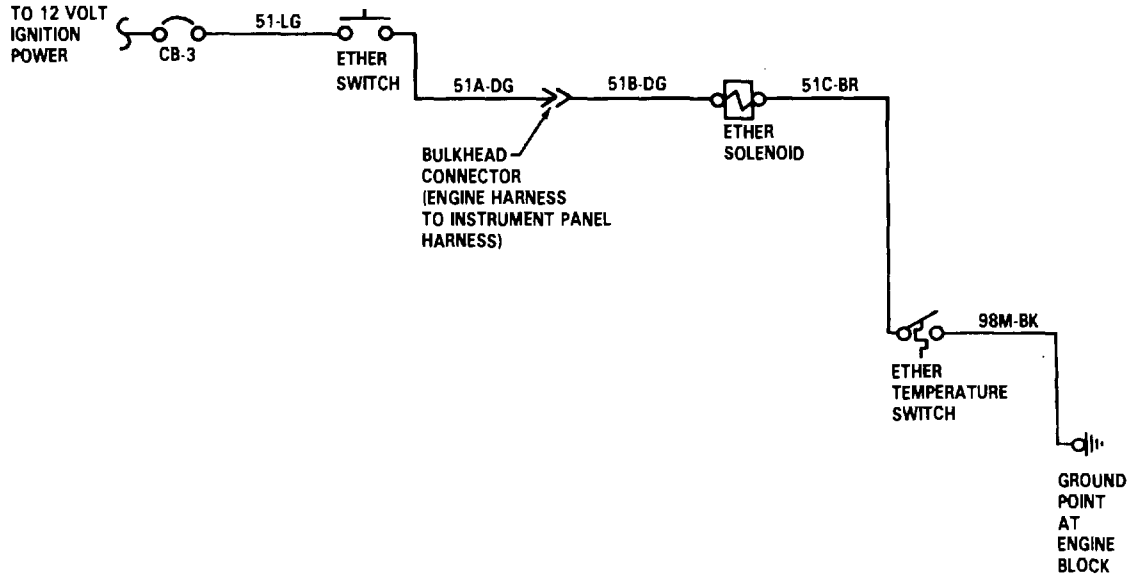 TO 12 VOLT
IGNITION
POWER
CB-3
51-LG
ETHER
SWITCH
51A-DG
BULKHEAD
CONNECTOR
(ENGINE HARNESS
TO INSTRUMENT PANEL
HARNESS)
51B-DG
ETHER
SOLENOID
51C-BR
ETHER
TEMPERATURE
SWITCH
98M-BK
GROUND
POINT
AT
ENGINE
BLOCK